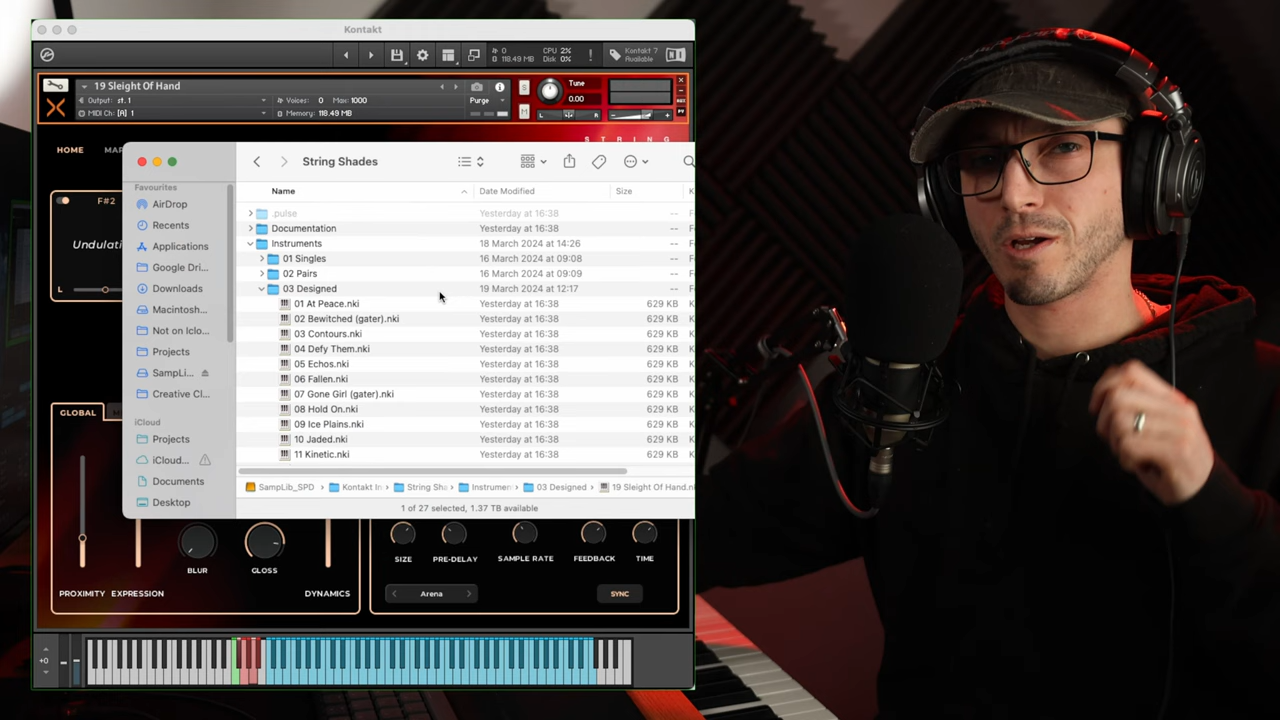 Kontakt
0
118.49 MB
CPU 2%
Disk 0%
!
Kontakt 7
Available
19 Sleight Of Hand
Output: st.1
Voices: 0 Max: 1000
Purge
MIDI Ch: [A] 1
Memory: 118.49 MB
S
M
Tune
0.00
L R
AUX
PV
STRING
HOME
F#2
L
GLOBAL
String Shades
Favourites
AirDrop
Recents
Applications
Google Dri...
Downloads
Macintosh...
Not on Iclo...
Projects
SampLi...
Creative Cl...
iCloud
Projects
iCloud...
Documents
Desktop
Name Date Modified Size
.pulse Yesterday at 16:38 --
Documentation Yesterday at 16:38 --
Instruments 18 March 2024 at 14:26 --
01 Singles 16 March 2024 at 09:08 --
02 Pairs 16 March 2024 at 09:09 --
03 Designed 19 March 2024 at 12:17 --
01 At Peace.nki Yesterday at 16:38 629 KB
02 Bewitched (gater).nki Yesterday at 16:38 629 KB
03 Contours.nki Yesterday at 16:38 629 KB
04 Defy Them.nki Yesterday at 16:38 629 KB
05 Echos.nki Yesterday at 16:38 629 KB
06 Fallen.nki Yesterday at 16:38 629 KB
07 Gone Girl (gater).nki Yesterday at 16:38 629 KB
08 Hold On.nki Yesterday at 16:38 629 KB
09 Ice Plains.nki Yesterday at 16:38 629 KB
10 Jaded.nki Yesterday at 16:38 629 KB
11 Kinetic.nki Yesterday at 16:38 629 KB
SampLib_SPD › Kontakt In › String Sha › Instrumen › 03 Designed › 19 Sleight Of Hand.n
1 of 27 selected, 1.37 TB available
BLUR
GLOSS
PROXIMITY EXPRESSION
DYNAMICS
SIZE
PRE-DELAY
SAMPLE RATE
FEEDBACK
TIME
Arena
SYNC
+0